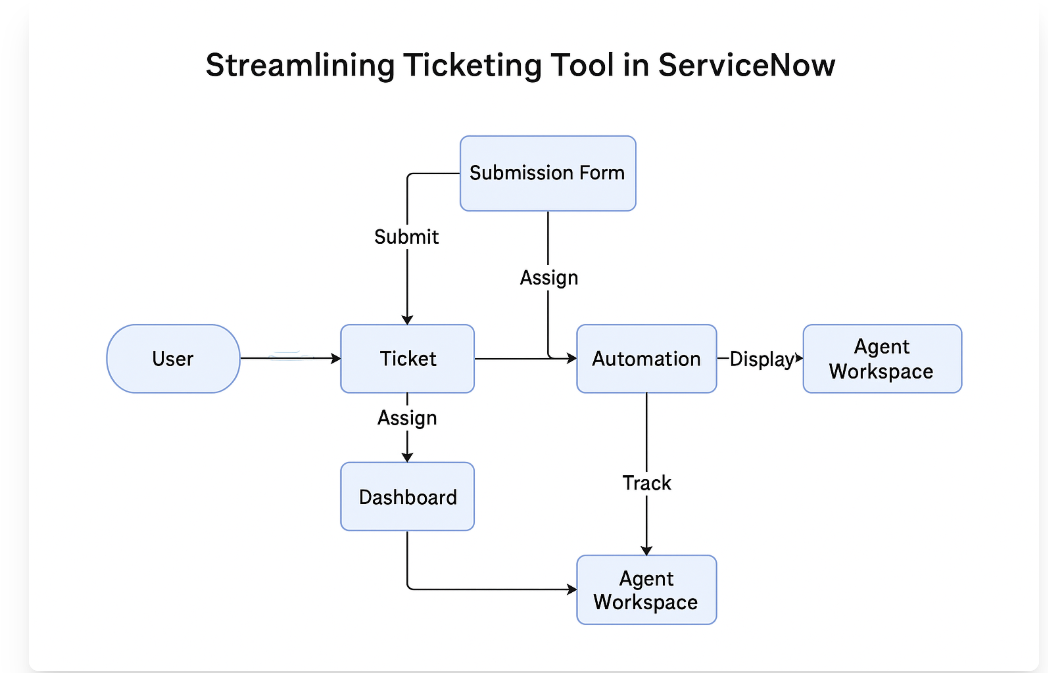 Streamlining Ticketing Tool in ServiceNow
Submission Form
Submit
Assign
User
Ticket
Automation
Display
Agent
Workspace
Assign
Dashboard
Track
Agent
Workspace